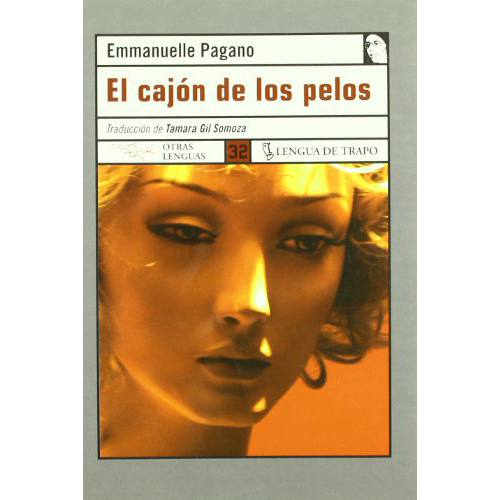 Emmanuelle Pagano
El cajón de los pelos
Traducción de Tamara Gil Somoza
OTRAS
LENGUAS
32
LENGUA DE TRAPO